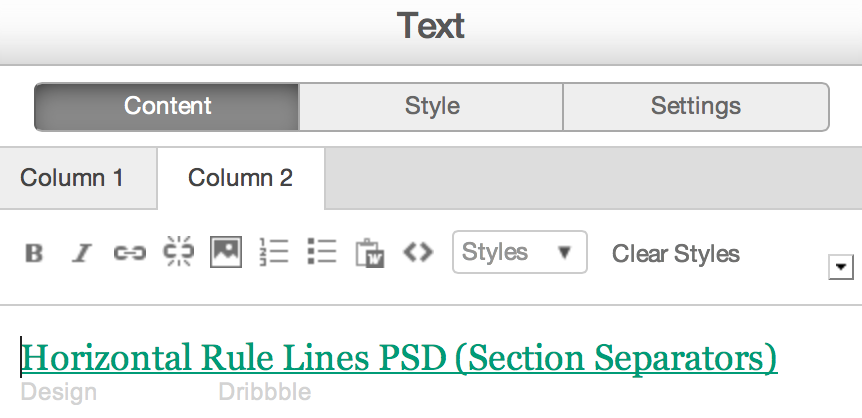 Text
Content Style Settings
Column 1 Column 2
B I Styles Clear Styles
Horizontal Rule Lines PSD (Section Separators)
Design Dribbble